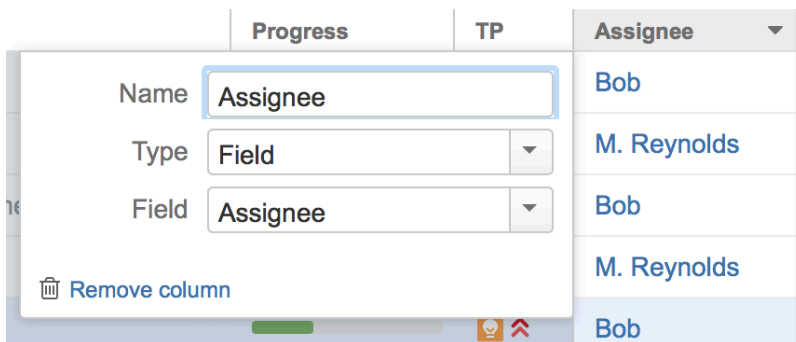 Progress TP Assignee
Name Assignee
Bob
Type Field
M. Reynolds
Field Assignee
Bob
M. Reynolds
Remove column
Bob